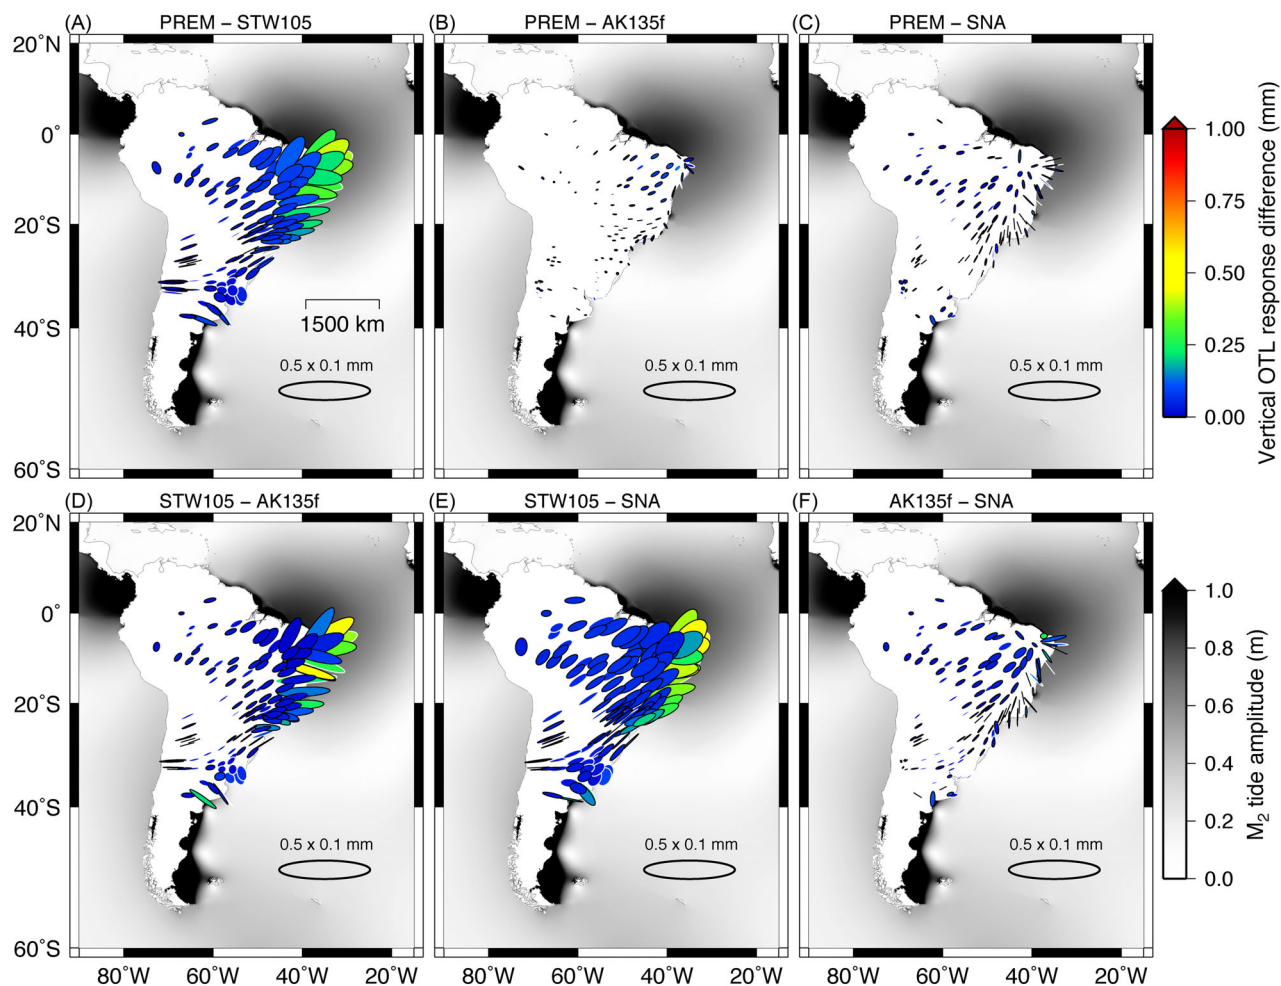 (A) PREM – STW105
(B) PREM – AK135f
(C) PREM – SNA
20˚N
0˚
20˚S
40˚S
60˚S
1500 km
0.5 x 0.1 mm
0.5 x 0.1 mm
0.5 x 0.1 mm
1.00
0.75
0.50
0.25
0.00
Vertical OTL response difference (mm)
(D) STW105 – AK135f
(E) STW105 – SNA
(F) AK135f – SNA
20˚N
0˚
20˚S
40˚S
60˚S
0.5 x 0.1 mm
0.5 x 0.1 mm
0.5 x 0.1 mm
80˚W 60˚W 40˚W 20˚W
80˚W 60˚W 40˚W 20˚W
80˚W 60˚W 40˚W 20˚W
1.0
0.8
0.6
0.4
0.2
0.0
M₂ tide amplitude (m)